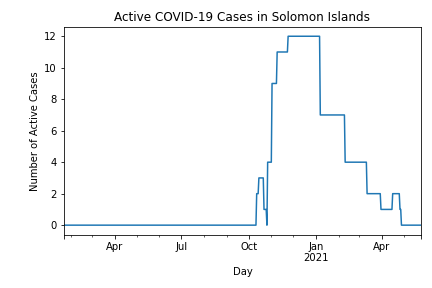 Active COVID-19 Cases in Solomon Islands
Number of Active Cases
12
10
8
6
4
2
0
Apr Jul Oct Jan Apr
2021
Day